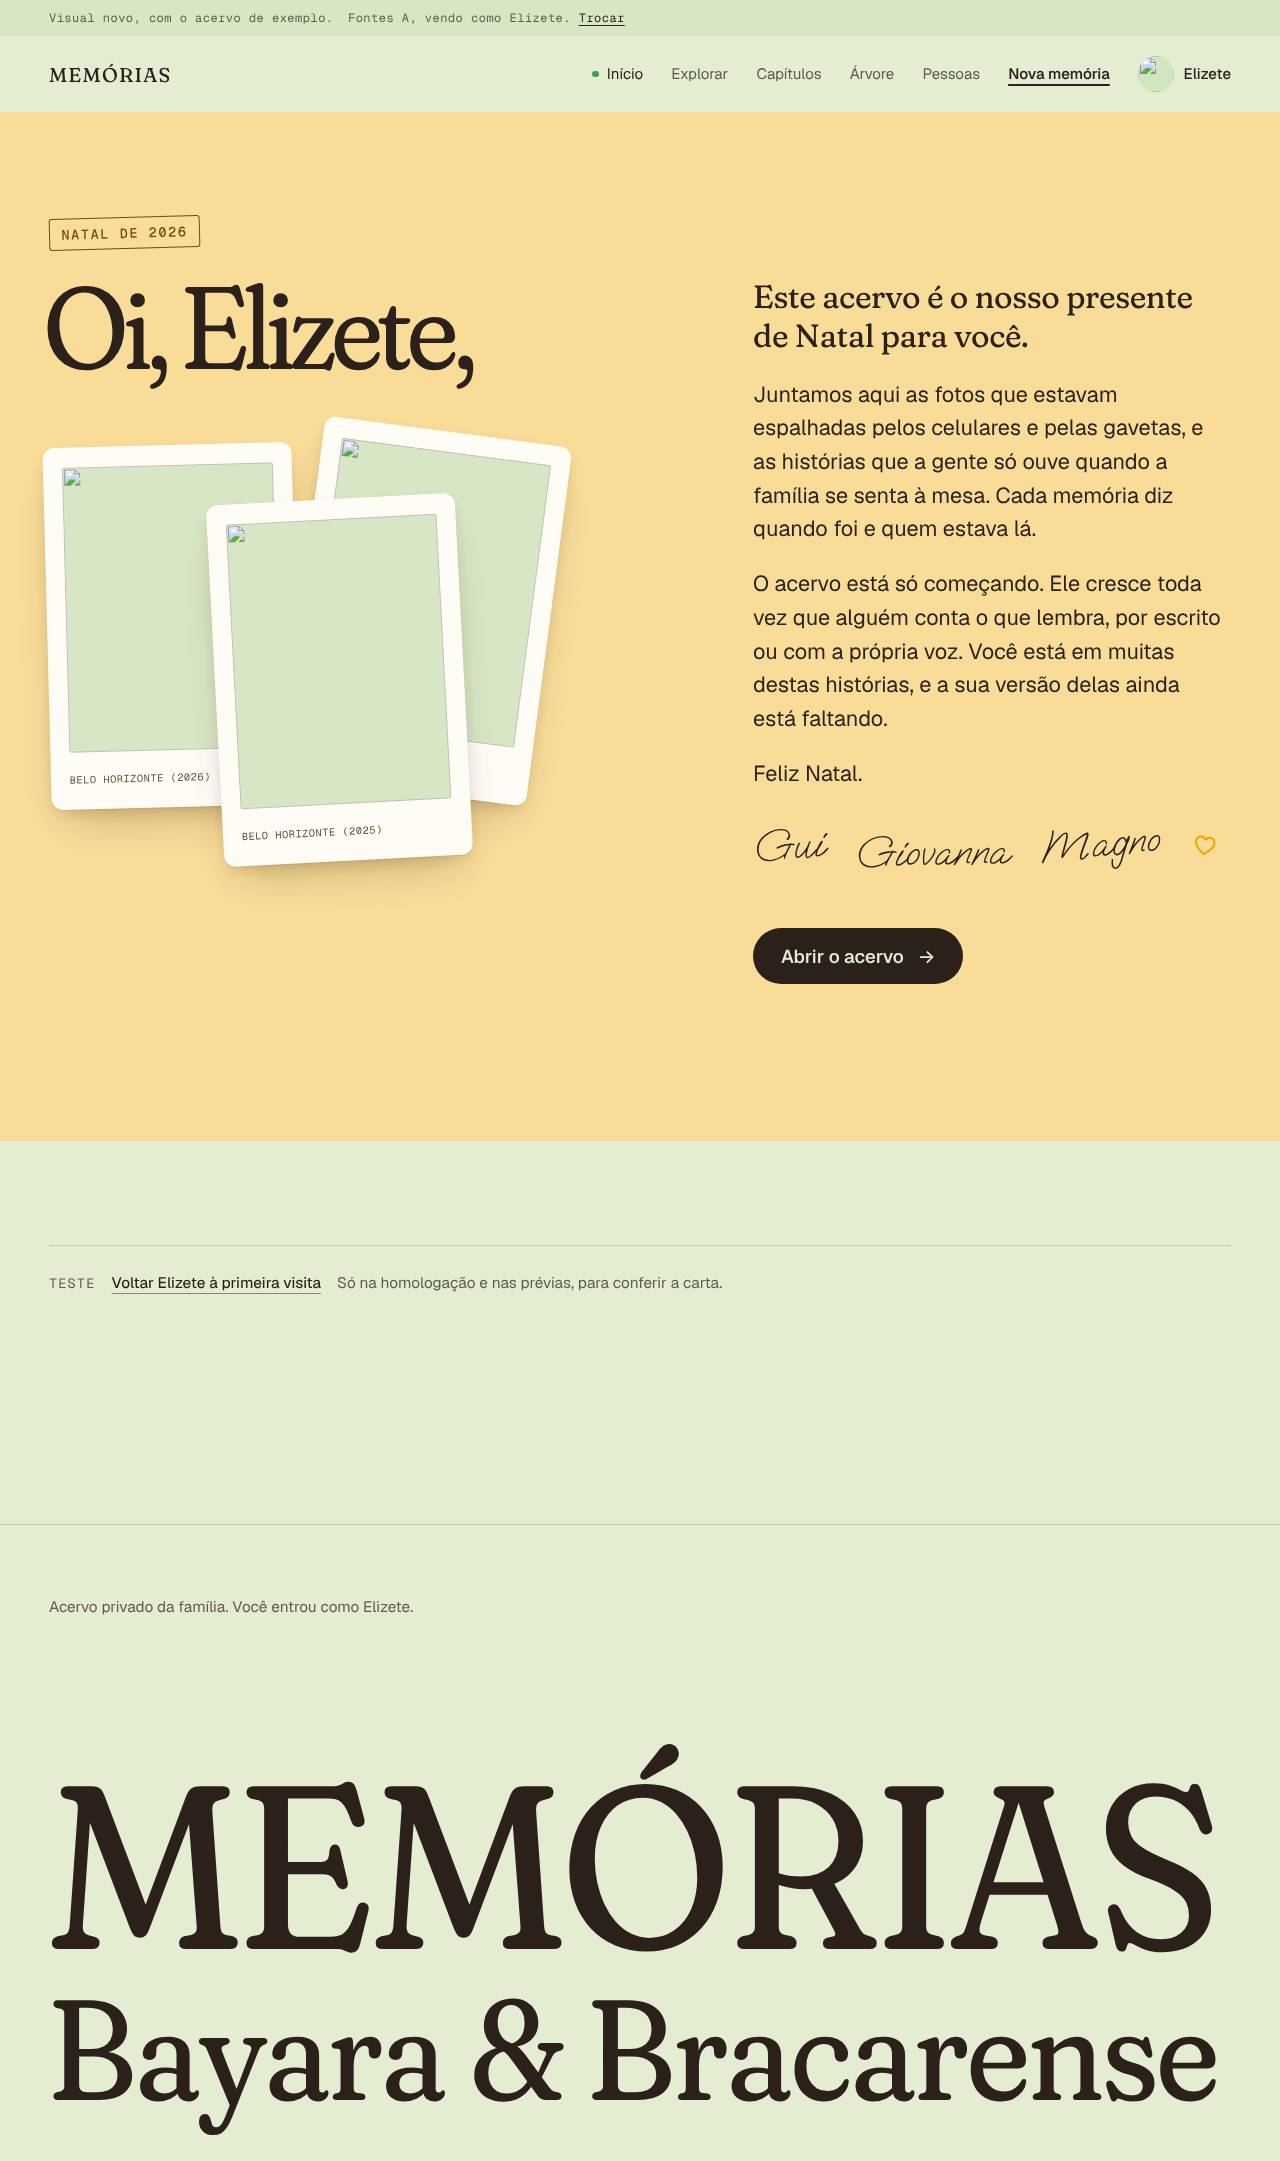 Visual novo, com o acervo de exemplo. Fontes A, vendo como Elizete. Trocar
MEMÓRIAS
Início Explorar Capítulos Árvore Pessoas Nova memória Elizete
NATAL DE 2026
Oi, Elizete,
BELO HORIZONTE (2026)
BELO HORIZONTE (2025)
Este acervo é o nosso presente
de Natal para você.
Juntamos aqui as fotos que estavam
espalhadas pelos celulares e pelas gavetas, e
as histórias que a gente só ouve quando a
família se senta à mesa. Cada memória diz
quando foi e quem estava lá.
O acervo está só começando. Ele cresce toda
vez que alguém conta o que lembra, por escrito
ou com a própria voz. Você está em muitas
destas histórias, e a sua versão delas ainda
está faltando.
Feliz Natal.
Gui Giovanna Magno
Abrir o acervo →
TESTE Voltar Elizete à primeira visita Só na homologação e nas prévias, para conferir a carta.
Acervo privado da família. Você entrou como Elizete.
MEMÓRIAS
Bayara & Bracarense